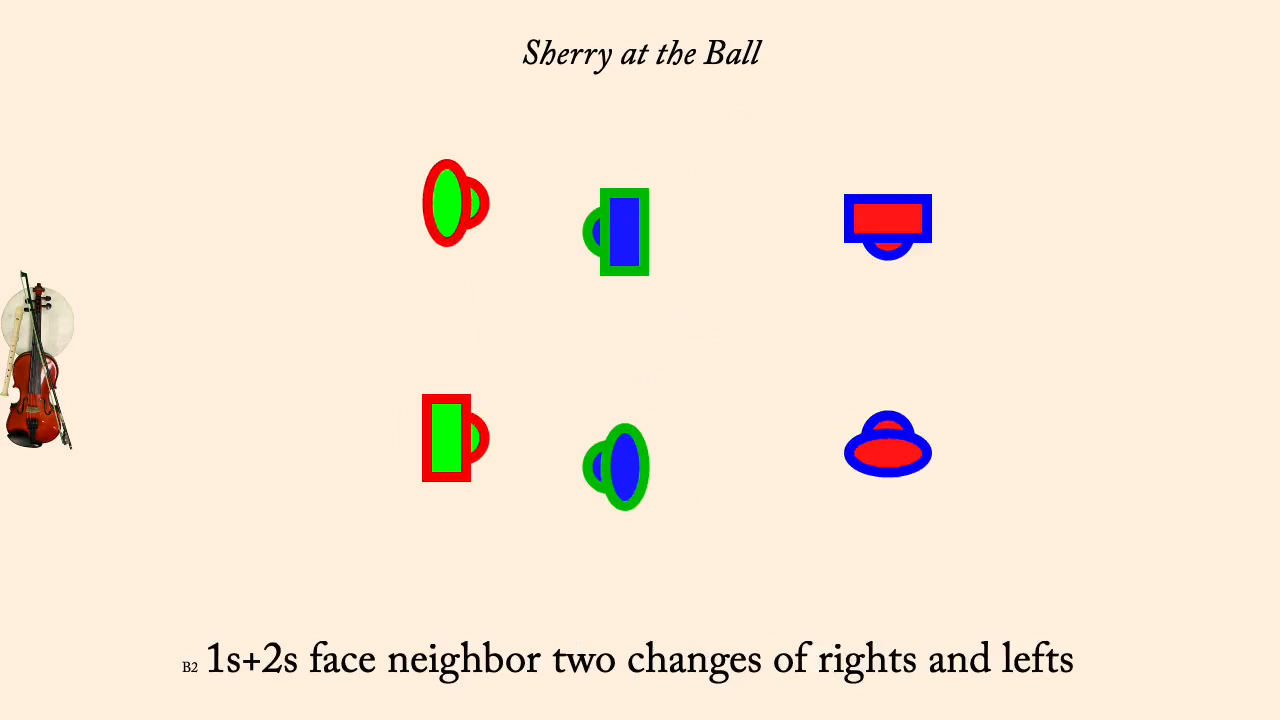 Sherry at the Ball
B2 1s+2s face neighbor two changes of rights and lefts